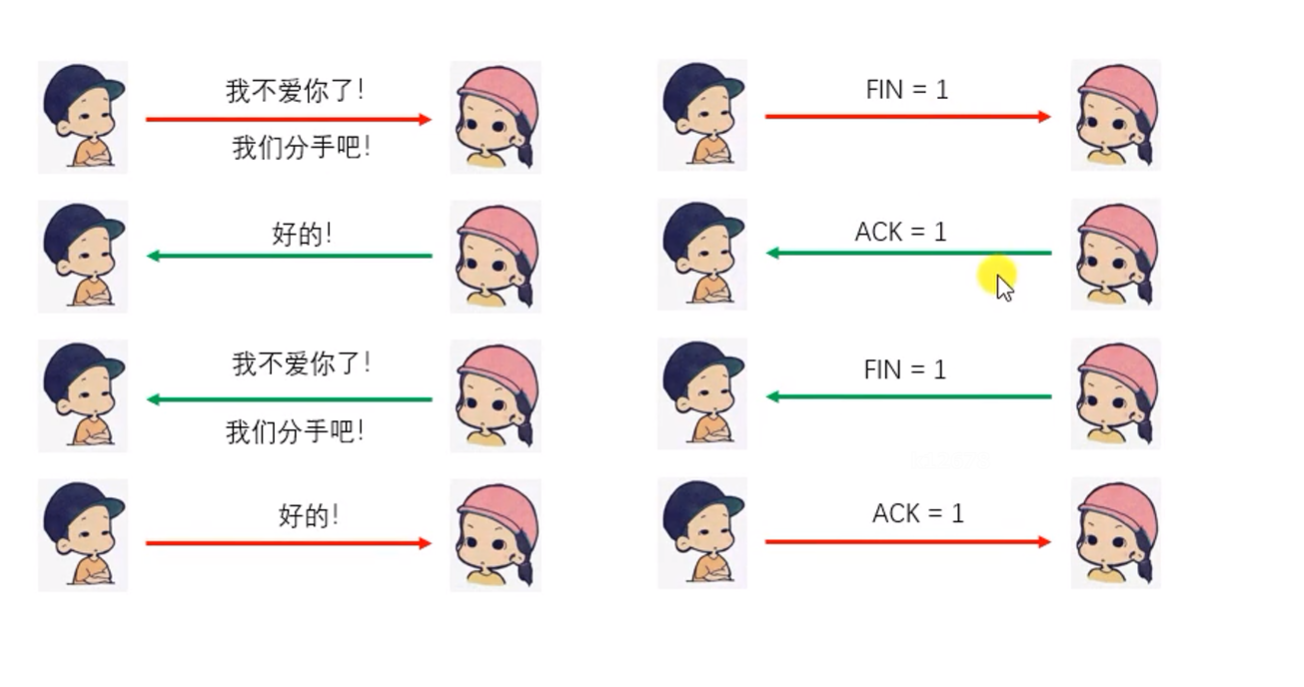 我不爱你了!
我们分手吧!
好的!
我不爱你了!
我们分手吧!
好的!
FIN = 1
ACK = 1
FIN = 1
ACK = 1